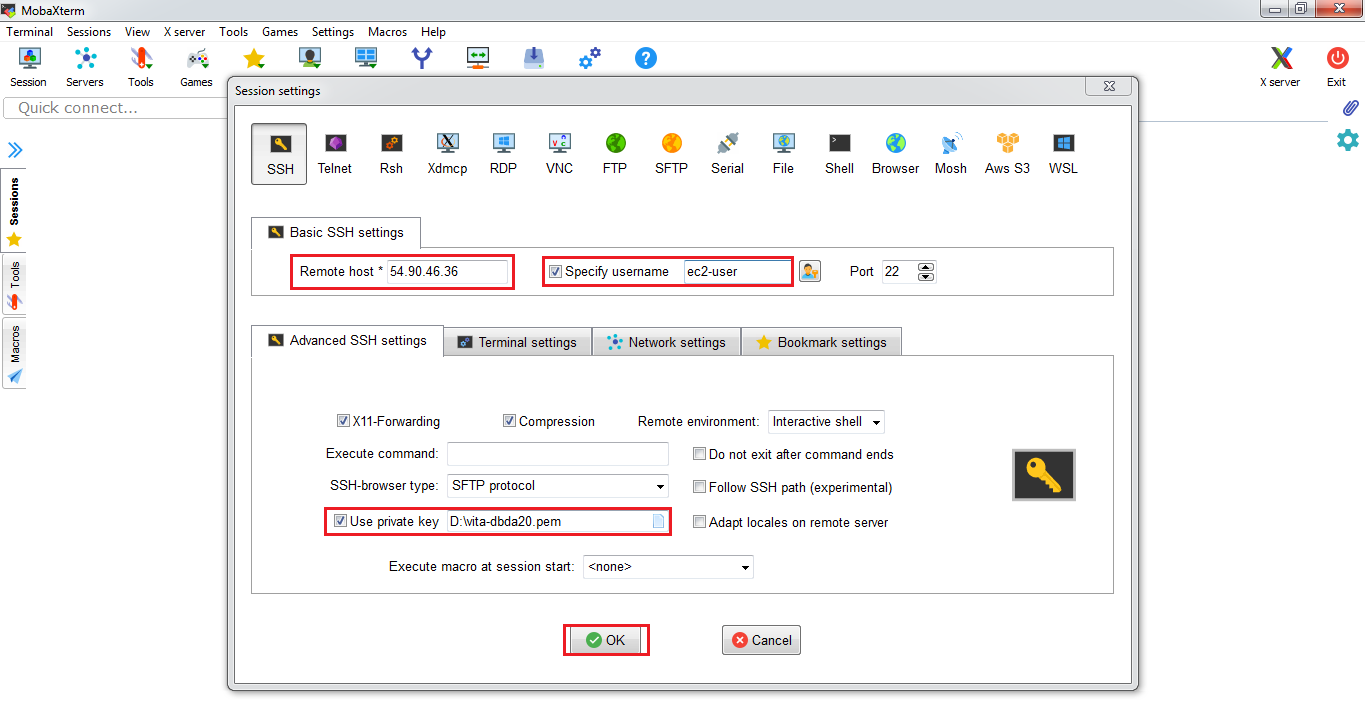 MobaXterm
Terminal Sessions View X server Tools Games Settings Macros Help
Session Servers Tools Games X server Exit
Quick connect...
Sessions
Tools
Macros
Session settings
SSH Telnet Rsh Xdmcp RDP VNC FTP SFTP Serial File Shell Browser Mosh Aws S3 WSL
Basic SSH settings
Remote host * 54.90.46.36 Specify username ec2-user Port 22
Advanced SSH settings Terminal settings Network settings Bookmark settings
X11-Forwarding Compression Remote environment: Interactive shell
Execute command: Do not exit after command ends
SSH-browser type: SFTP protocol Follow SSH path (experimental)
Use private key D:\vita-dbda20.pem Adapt locales on remote server
Execute macro at session start: <none>
OK Cancel